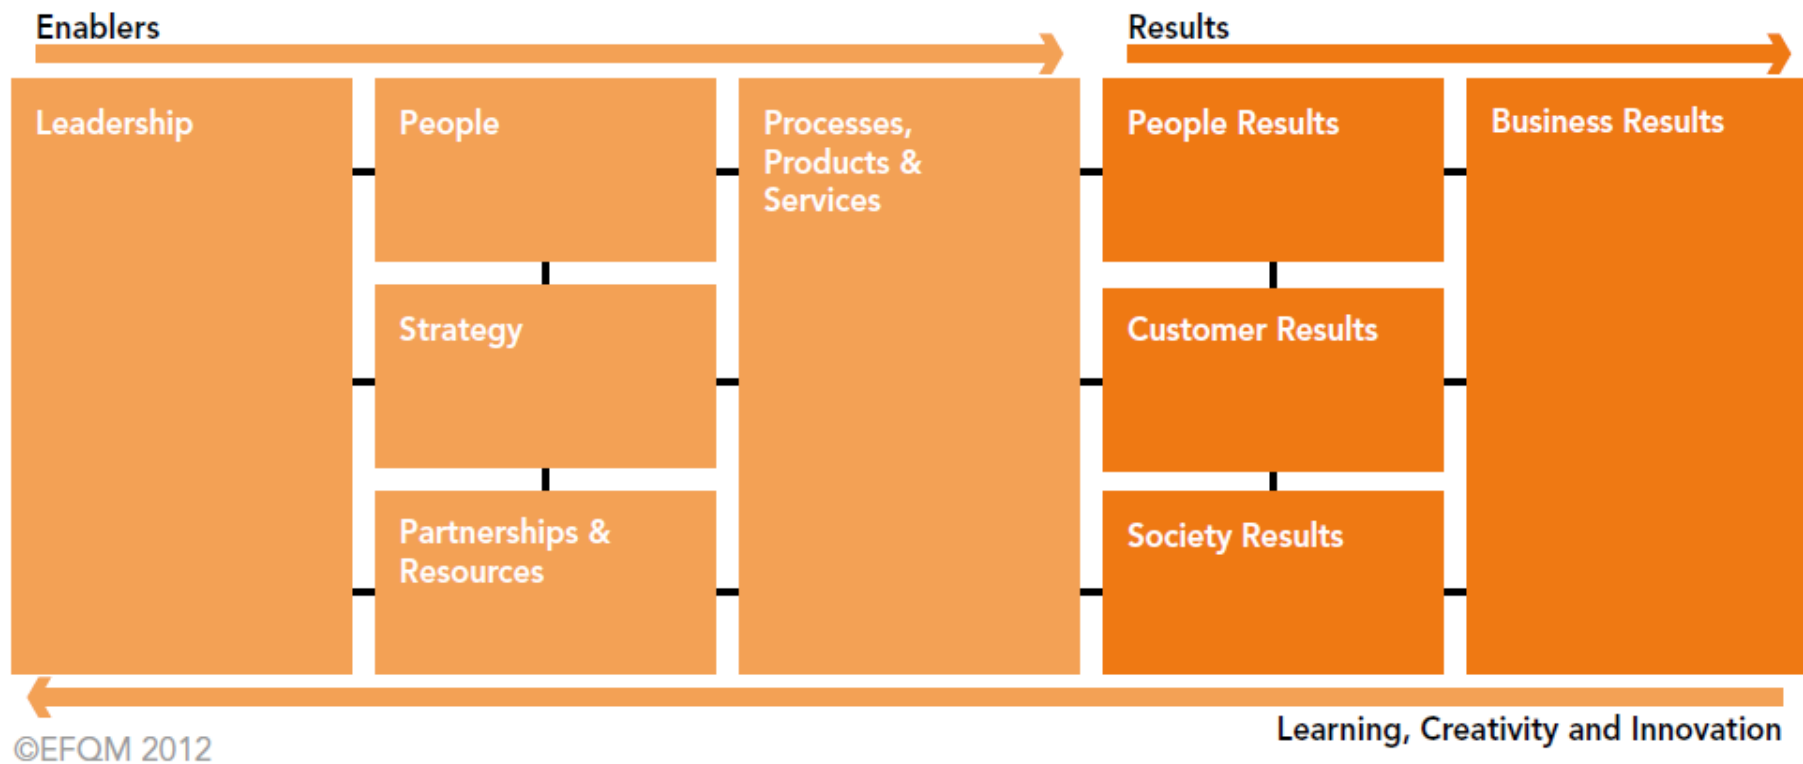 Enablers
Results
Leadership
People
Processes,
Products &
Services
People Results
Business Results
Strategy
Customer Results
Partnerships &
Resources
Society Results
Learning, Creativity and Innovation
©EFQM 2012